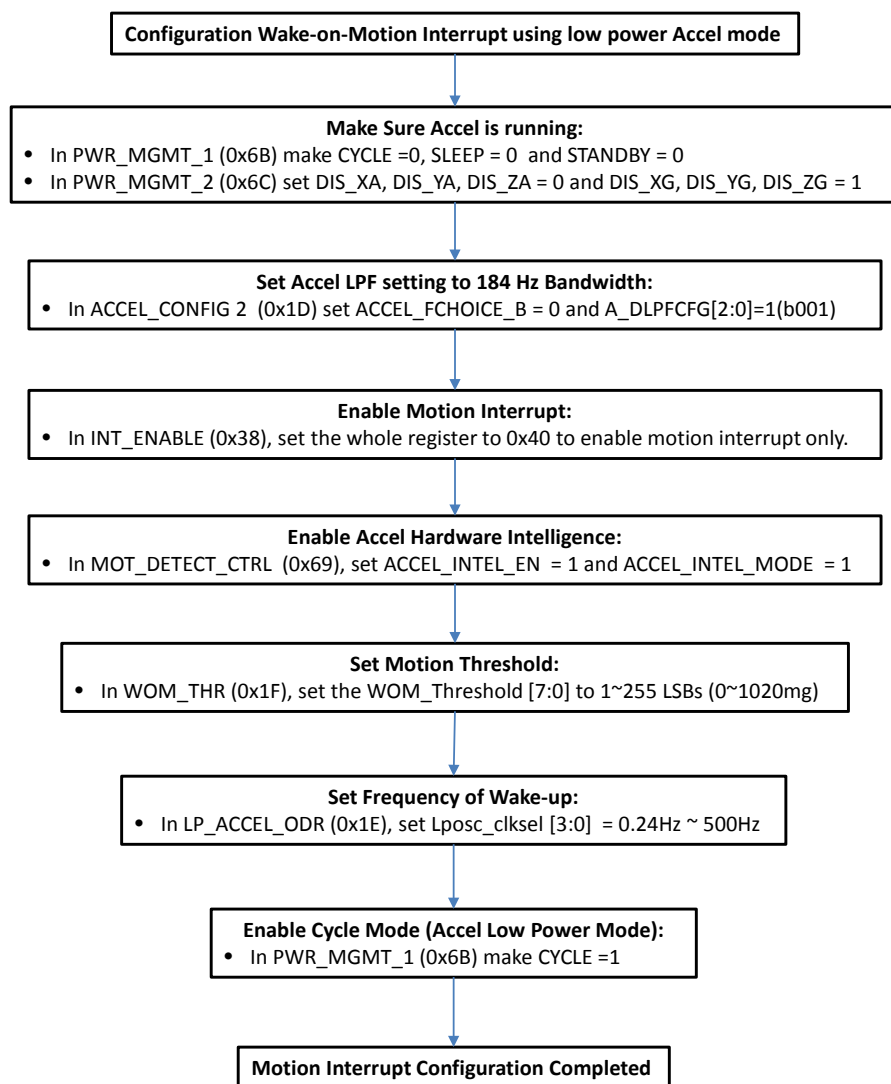 Configuration Wake-on-Motion Interrupt using low power Accel mode
Make Sure Accel is running:
• In PWR_MGMT_1 (0x6B) make CYCLE =0, SLEEP = 0  and STANDBY = 0
• In PWR_MGMT_2 (0x6C) set DIS_XA, DIS_YA, DIS_ZA = 0 and DIS_XG, DIS_YG, DIS_ZG = 1
Set Accel LPF setting to 184 Hz Bandwidth:
• In ACCEL_CONFIG 2  (0x1D) set ACCEL_FCHOICE_B = 0 and A_DLPFCFG[2:0]=1(b001)
Enable Motion Interrupt:
• In INT_ENABLE (0x38), set the whole register to 0x40 to enable motion interrupt only.
Enable Accel Hardware Intelligence:
• In MOT_DETECT_CTRL  (0x69), set ACCEL_INTEL_EN  = 1 and ACCEL_INTEL_MODE  = 1
Set Motion Threshold:
• In WOM_THR (0x1F), set the WOM_Threshold [7:0] to 1~255 LSBs (0~1020mg)
Set Frequency of Wake-up:
• In LP_ACCEL_ODR (0x1E), set Lposc_clksel [3:0]  = 0.24Hz ~ 500Hz
Enable Cycle Mode (Accel Low Power Mode):
• In PWR_MGMT_1 (0x6B) make CYCLE =1
Motion Interrupt Configuration Completed